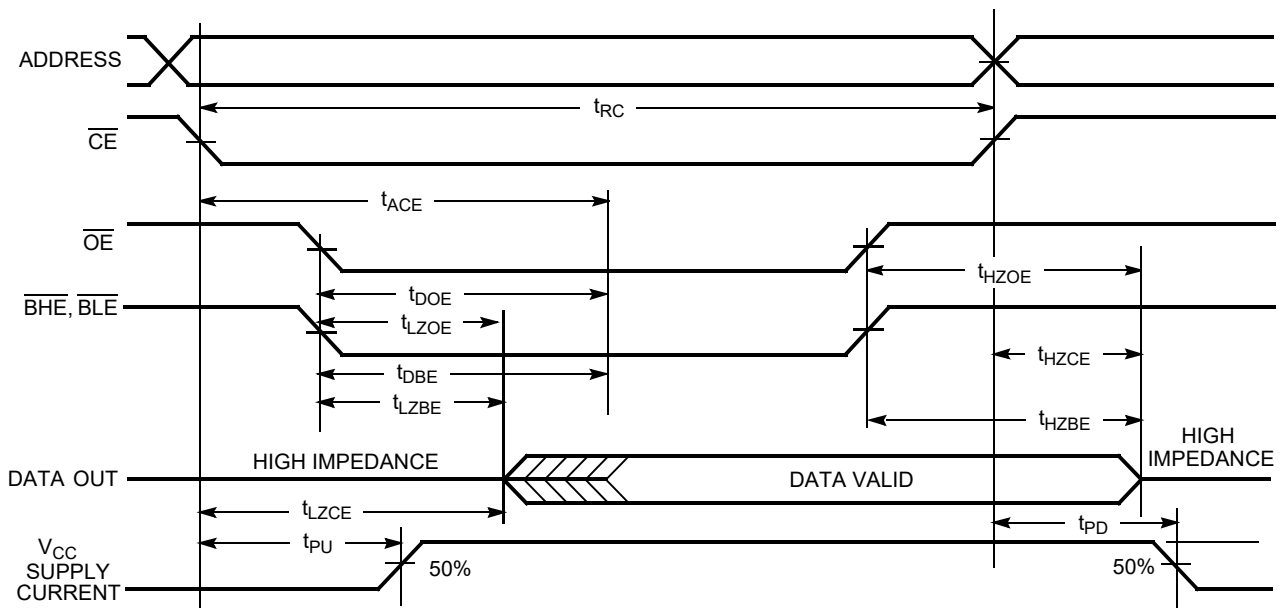 ADDRESS
tRC
CE
tACE
OE
tHZOE
tDOE
BHE, BLE
tLZOE
tHZCE
tDBE
tLZBE
tHZBE
HIGH
IMPEDANCE
HIGH IMPEDANCE
DATA OUT
DATA VALID
tLZCE
tPD
tPU
VCC
SUPPLY
CURRENT
50%
50%